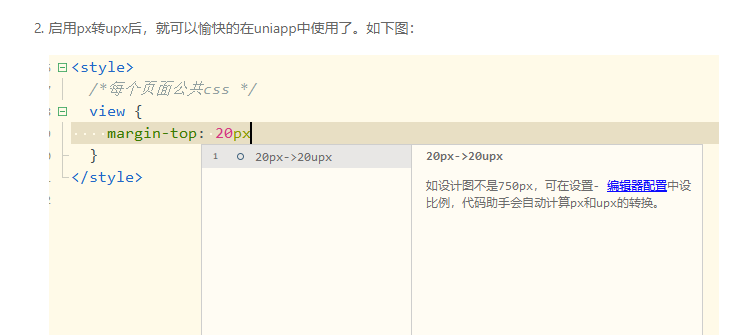 2. 启用px转upx后，就可以愉快的在uniapp中使用了。如下图：
<style>
/*每个页面公共css */
view {
margin-top: 20px
}
</style>
1 20px->20upx
20px->20upx
如设计图不是750px，可在设置- 编辑器配置中设
比例，代码助手会自动计算px和upx的转换。